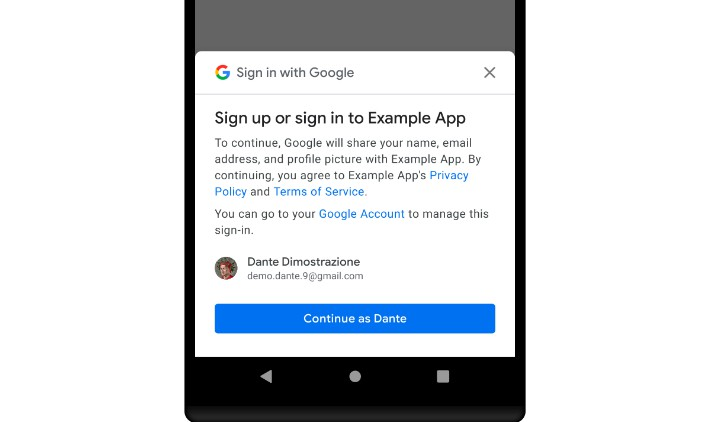 Sign in with Google
Sign up or sign in to Example App
To continue, Google will share your name, email
address, and profile picture with Example App. By
continuing, you agree to Example App's Privacy
Policy and Terms of Service.
You can go to your Google Account to manage this
sign-in.
Dante Dimostrazione
demo.dante.9@gmail.com
Continue as Dante